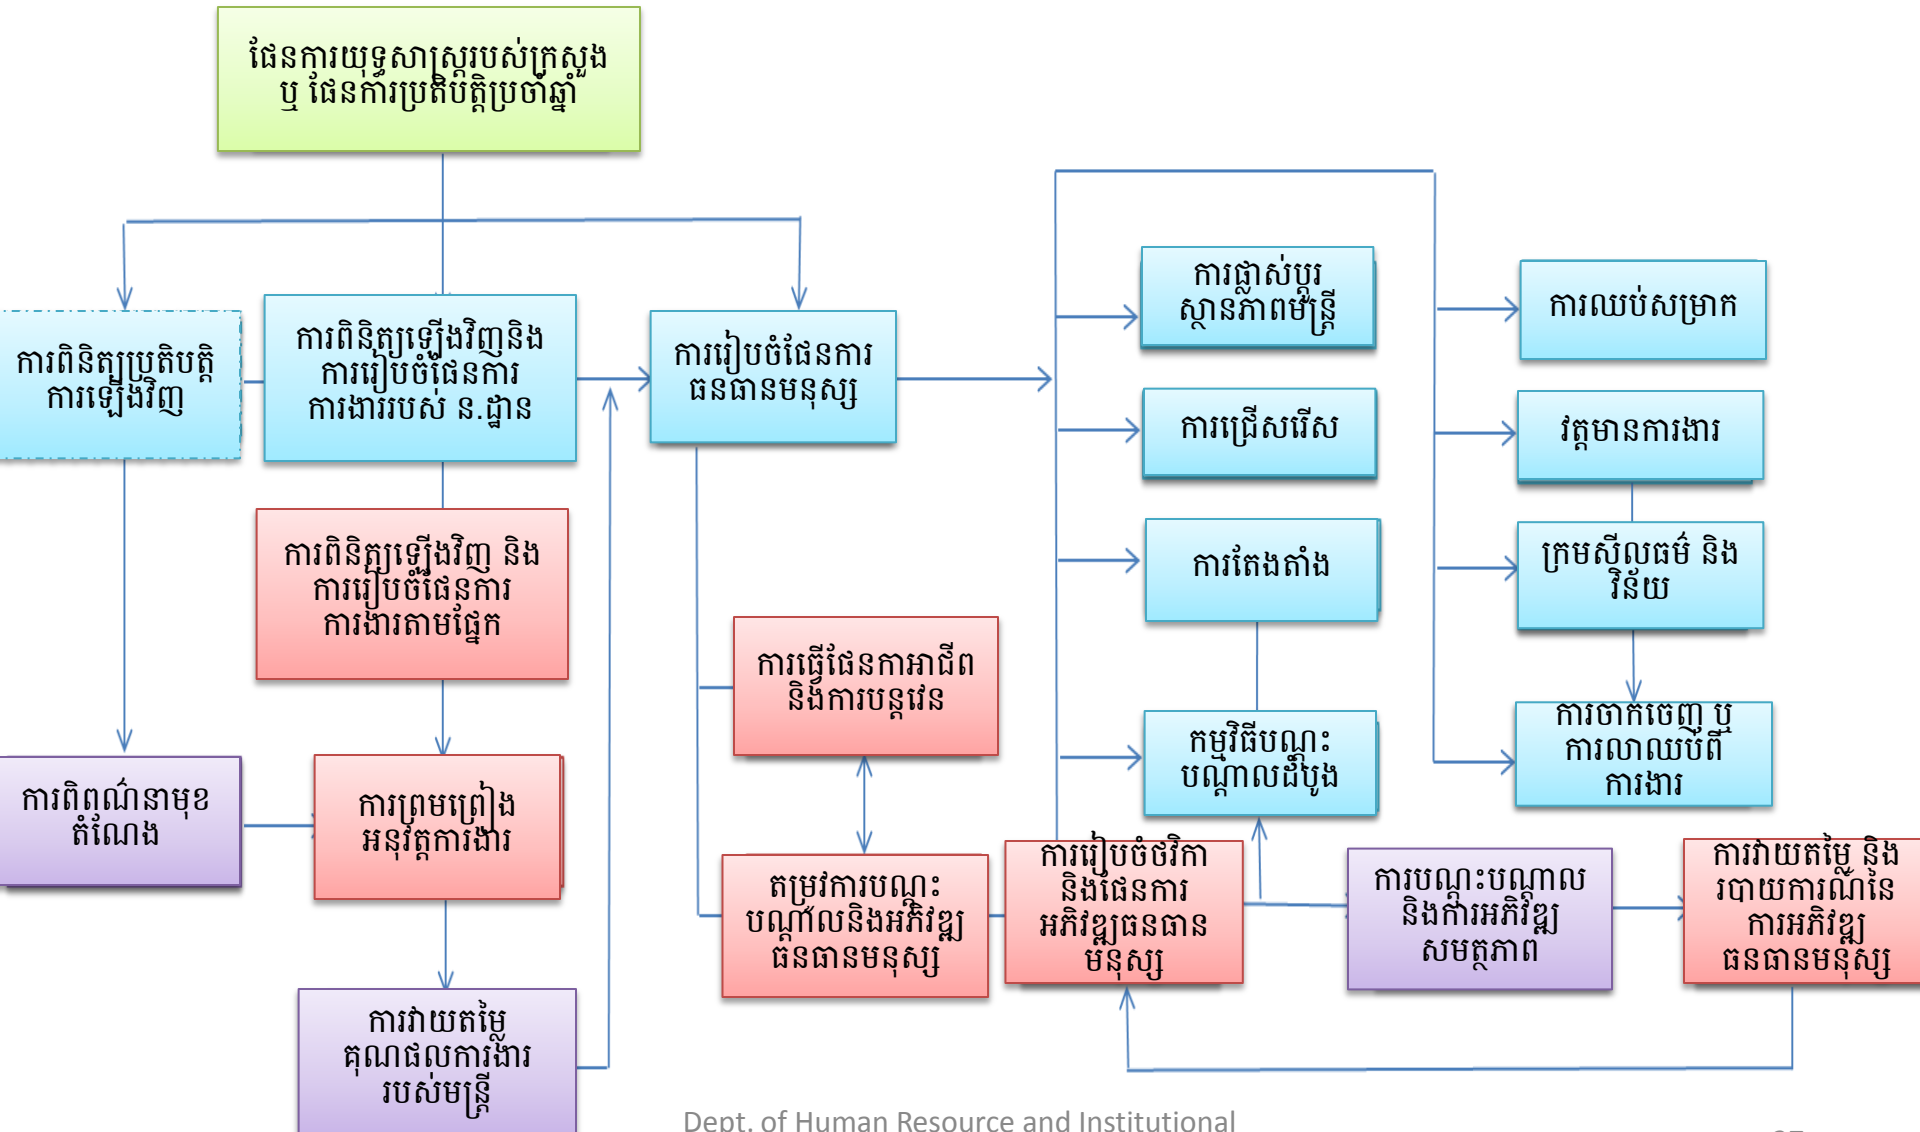 ផែនការយុទ្ធសាស្ត្ររបស់ក្រសួង
ឬ ផែនការប្រតិបត្តិប្រចាំឆ្នាំ
ការពិនិត្យប្រតិបត្តិ
ការឡើងវិញ
ការពិនិត្យឡើងវិញនិង
ការរៀបចំផែនការ
ការងាររបស់ ន.ដ្ឋាន
ការរៀបចំផែនការ
ធនធានមនុស្ស
ការផ្លាស់ប្តូរ
ស្ថានភាពមន្ត្រី
ការឈប់សម្រាក
ការជ្រើសរើស
វត្តមានការងារ
ការពិនិត្យឡើងវិញ និង
ការរៀបចំផែនការ
ការងារតាមផ្នែក
ការតែងតាំង
ក្រមសីលធម៌ និង
វិន័យ
ការធ្វើផែនកាអាជីព
និងការបន្តវេន
កម្មវិធីបណ្តុះ
បណ្តាលដំបូង
ការចាកចេញ ឬ
ការលាឈប់ពី
ការងារ
ការពិពណ៌នាមុខ
តំណែង
ការព្រមព្រៀង
អនុវត្តការងារ
តម្រូវការបណ្តុះ
បណ្តាលនិងអភិវឌ្ឍ
ធនធានមនុស្ស
ការរៀបចំថវិកា
និងផែនការ
អភិវឌ្ឍធនធាន
មនុស្ស
ការបណ្តុះបណ្តាល
និងការអភិវឌ្ឍ
សមត្ថភាព
ការវាយតម្លៃ និង
របាយការណ៍នៃ
ការអភិវឌ្ឍ
ធនធានមនុស្ស
ការវាយតម្លៃ
គុណផលការងារ
របស់មន្ត្រី
Dept. of Human Resource and Institutional